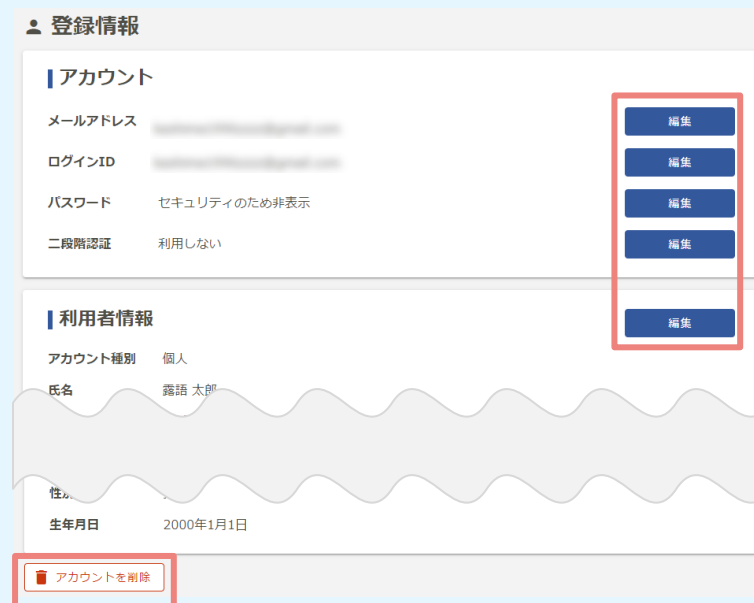 登録情報
アカウント
メールアドレス 編集
ログインID 編集
パスワード セキュリティのため非表示 編集
二段階認証 利用しない 編集
利用者情報 編集
アカウント種別 個人
氏名 露語 太郎
生年月日 2000年1月1日
アカウントを削除